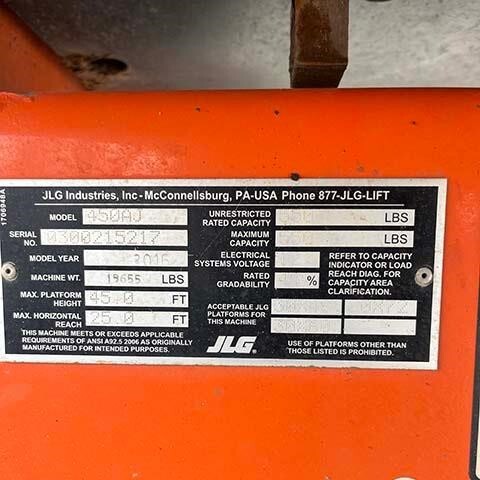 1706948A
JLG Industries, Inc - McConnellsburg, PA-USA Phone 877-JLG-LIFT
MODEL 450AJ
SERIAL NO. 0300215217
MODEL YEAR 2015
MACHINE WT. LBS
MAX. PLATFORM HEIGHT 45.0 FT
MAX. HORIZONTAL REACH 25.0 FT
THIS MACHINE MEETS OR EXCEEDS APPLICABLE
REQUIREMENTS OF ANSI A92.5 2006 AS ORIGINALLY
MANUFACTURED FOR INTENDED PURPOSES.
UNRESTRICTED RATED CAPACITY LBS
MAXIMUM CAPACITY LBS
ELECTRICAL SYSTEMS VOLTAGE
RATED GRADABILITY %
REFER TO CAPACITY
INDICATOR OR LOAD
REACH DIAG. FOR
CAPACITY AREA
CLARIFICATION.
ACCEPTABLE JLG
PLATFORMS FOR
THIS MACHINE
JLG
USE OF PLATFORMS OTHER
THAN THOSE LISTED IS PROHIBITED.